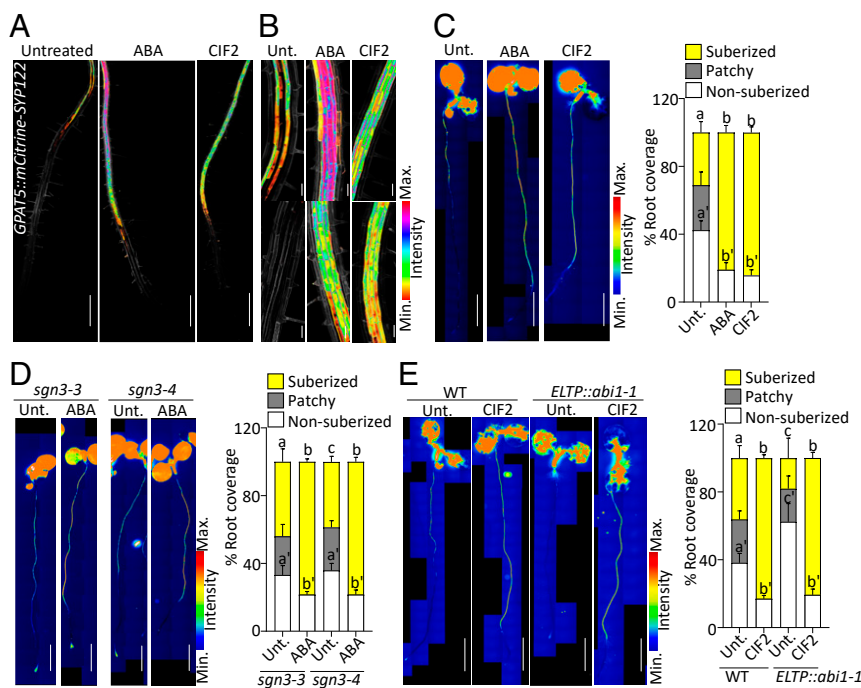 A
Untreated ABA CIF2
GPAT5::mCitrine-SYP122
B
Unt. ABA CIF2
Max.
Intensity
Min.
C
Unt. ABA CIF2
Max.
Intensity
Min.
Suberized
Patchy
Non-suberized
% Root coverage
120
80
40
0
a b b
a' b' b'
Unt. ABA CIF2
D
sgn3-3 sgn3-4
Unt. ABA Unt. ABA
Max.
Intensity
Min.
Suberized
Patchy
Non-suberized
% Root coverage
120
80
40
0
a b c b
a' b' a' b'
Unt. ABA Unt. ABA
sgn3-3 sgn3-4
E
WT ELTP::abi1-1
Unt. CIF2 Unt. CIF2
Max.
Intensity
Min.
Suberized
Patchy
Non-suberized
% Root coverage
120
80
40
0
a b c b
a' b' c' b'
Unt. CIF2 Unt. CIF2
WT ELTP::abi1-1